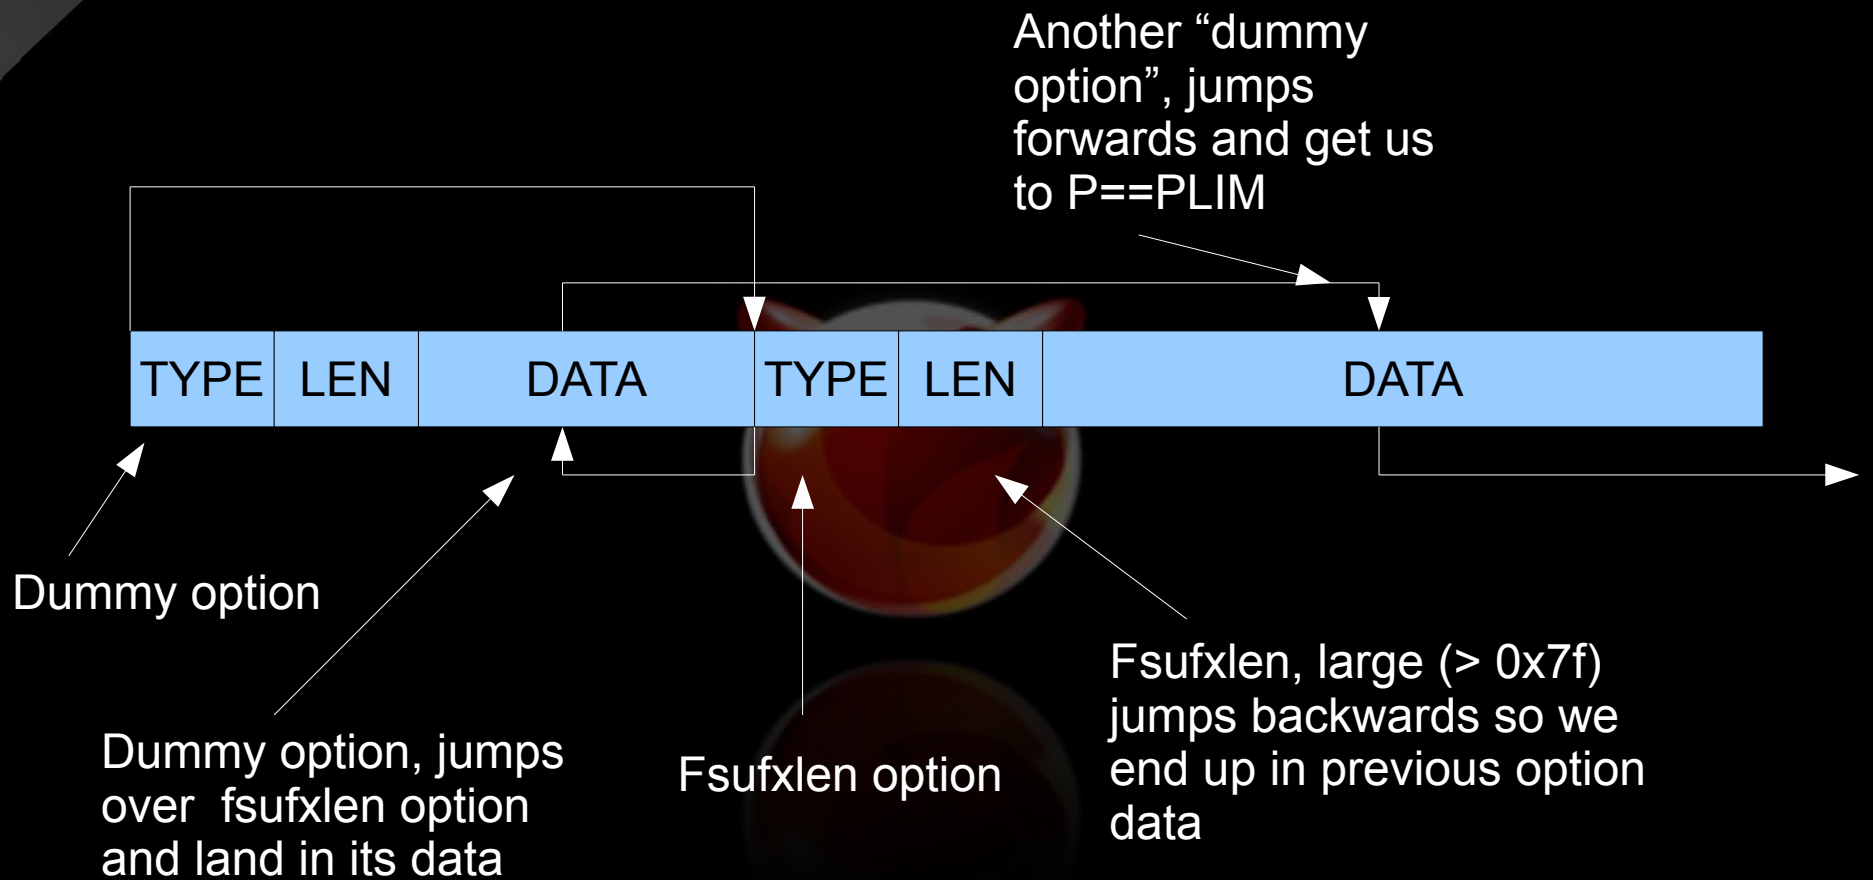 Another “dummy
option”, jumps
forwards and get us
to P==PLIM
TYPE LEN DATA TYPE LEN DATA
Dummy option
Dummy option, jumps
over fsufxlen option
and land in its data
Fsufxlen option
Fsufxlen, large (> 0x7f)
jumps backwards so we
end up in previous option
data